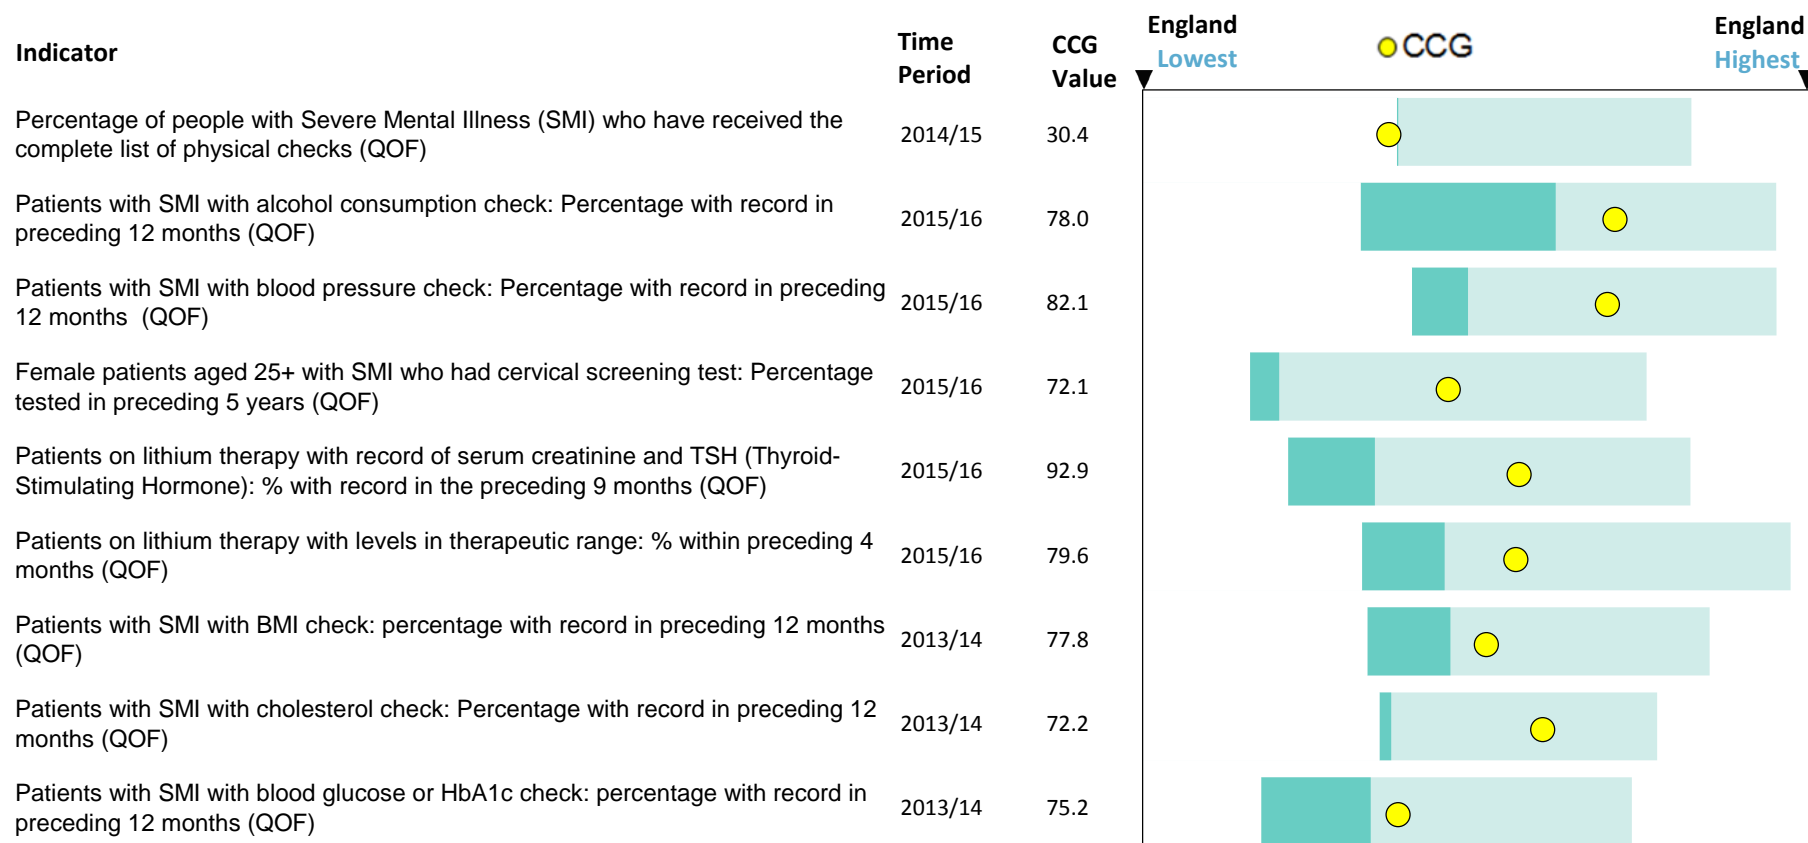 Indicator
Time Period
CCG Value
England Lowest
CCG
England Highest
Percentage of people with Severe Mental Illness (SMI) who have received the
complete list of physical checks (QOF)
2014/15
30.4
Patients with SMI with alcohol consumption check: Percentage with record in
preceding 12 months (QOF)
2015/16
78.0
Patients with SMI with blood pressure check: Percentage with record in preceding
12 months  (QOF)
2015/16
82.1
Female patients aged 25+ with SMI who had cervical screening test: Percentage
tested in preceding 5 years (QOF)
2015/16
72.1
Patients on lithium therapy with record of serum creatinine and TSH (Thyroid-
Stimulating Hormone): % with record in the preceding 9 months (QOF)
2015/16
92.9
Patients on lithium therapy with levels in therapeutic range: % within preceding 4
months (QOF)
2015/16
79.6
Patients with SMI with BMI check: percentage with record in preceding 12 months
(QOF)
2013/14
77.8
Patients with SMI with cholesterol check: Percentage with record in preceding 12
months (QOF)
2013/14
72.2
Patients with SMI with blood glucose or HbA1c check: percentage with record in
preceding 12 months (QOF)
2013/14
75.2